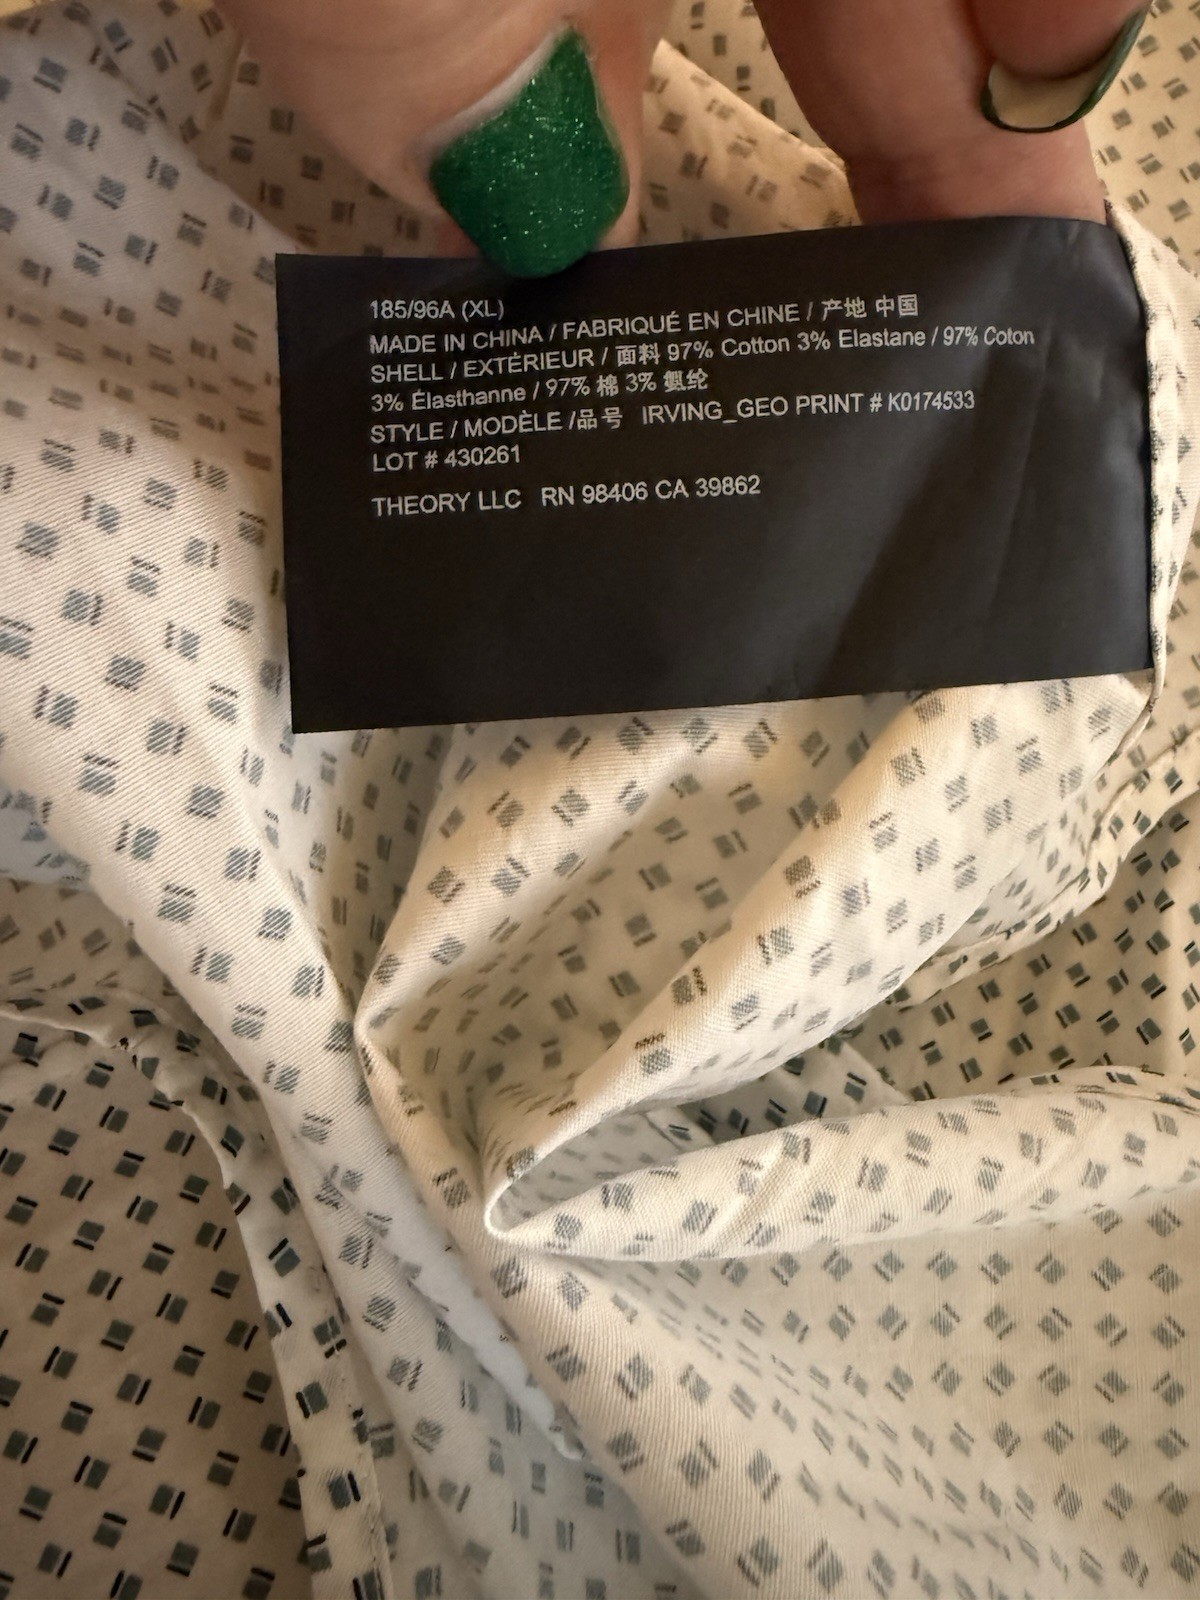 185/96A (XL)
MADE IN CHINA / FABRIQUÉ EN CHINE / 产地 中国
SHELL / EXTÉRIEUR / 面料 97% Cotton 3% Elastane / 97% Coton
3% Élasthanne / 97% 棉 3% 氨纶
STYLE / MODÈLE /品号 IRVING_GEO PRINT # K0174533
LOT # 430261
THEORY LLC RN 98406 CA 39862